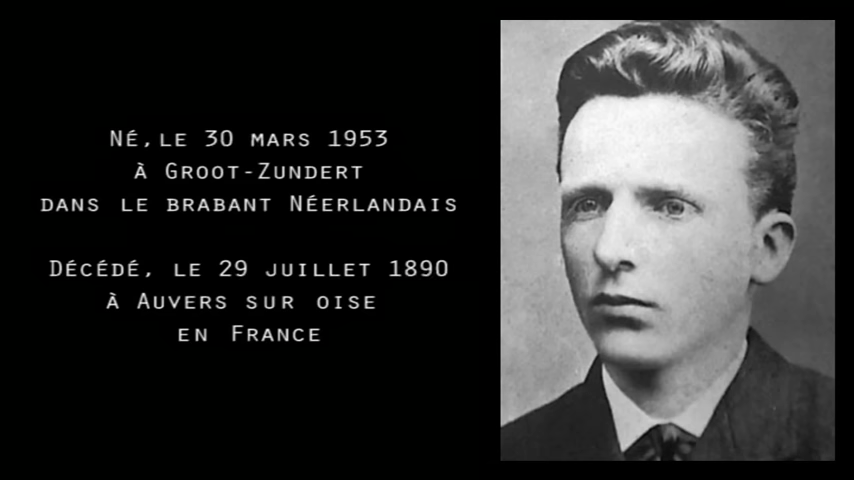 Né,le 30 mars 1953
à Groot-Zundert
dans le brabant Néerlandais
Décédé, le 29 juillet 1890
à Auvers sur oise
en France